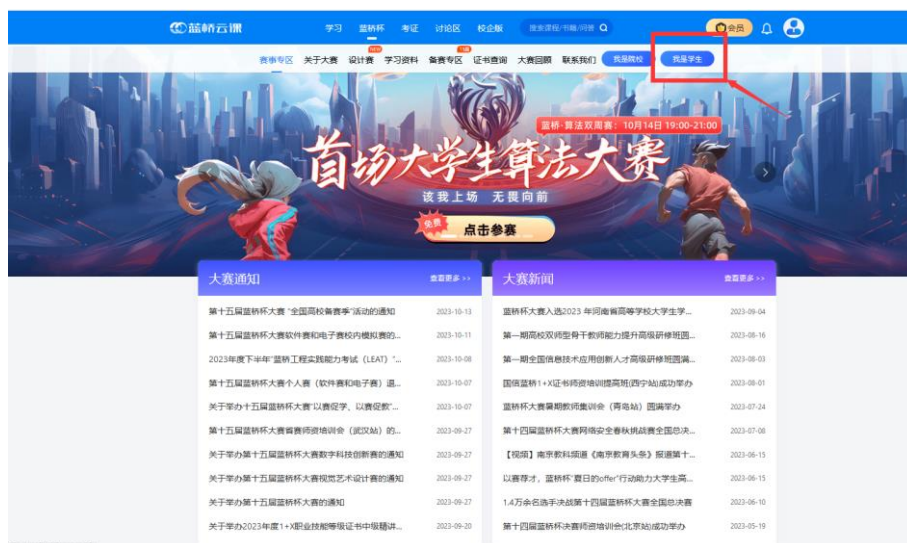 蓝桥云课 学习 蓝桥杯 考证 讨论区 校企版 搜索课程/书籍/问答 会员
赛事专区 关于大赛 设计赛 学习资料 备赛专区 证书查询 大赛回顾 联系我们 我是院校 我是学生
蓝桥·算法双周赛：10月14日 19:00-21:00
首场大学生算法大赛
该我上场 无畏向前
免费 点击参赛
大赛通知 查看更多 >>
第十五届蓝桥杯大赛 "全国高校备赛季"活动的通知 2023-10-13
第十五届蓝桥杯大赛软件赛和电子赛校内模拟赛的... 2023-10-11
2023年度下半年"蓝桥工程实践能力考试（LEAT）"... 2023-10-08
第十五届蓝桥杯大赛个人赛（软件赛和电子赛）退... 2023-10-07
关于举办十五届蓝桥杯大赛"以赛促学、以赛促教"... 2023-10-07
第十五届蓝桥杯大赛省赛师资培训会（武汉站）的... 2023-09-27
关于举办第十五届蓝桥杯大赛数字科技创新赛的通知 2023-09-27
关于举办第十五届蓝桥杯大赛视觉艺术设计赛的通知 2023-09-27
关于举办第十五届蓝桥杯大赛的通知 2023-09-27
关于举办2023年度1+X职业技能等级证书中级精讲... 2023-09-20
大赛新闻 查看更多 >>
蓝桥杯大赛入选2023 年河南省高等学校大学生学... 2023-09-04
第一期高校双师型骨干教师能力提升高级研修班圆... 2023-08-16
第一期全国信息技术应用创新人才高级研修班圆满... 2023-08-03
国信蓝桥1+X证书师资培训提高班(西宁站)成功举办 2023-08-01
蓝桥杯大赛暑期教师集训会（青岛站）圆满举办 2023-07-24
第十四届蓝桥杯大赛网络安全春秋挑战赛全国总决... 2023-07-08
【视频】南京教科频道《南京教育头条》报道第十... 2023-06-15
以赛荐才，蓝桥杯"夏日的offer"行动助力大学生高... 2023-06-15
1.4万余名选手决战第十四届蓝桥杯大赛全国总决赛 2023-06-10
第十四届蓝桥杯决赛师资培训会(北京站)成功举办 2023-05-19